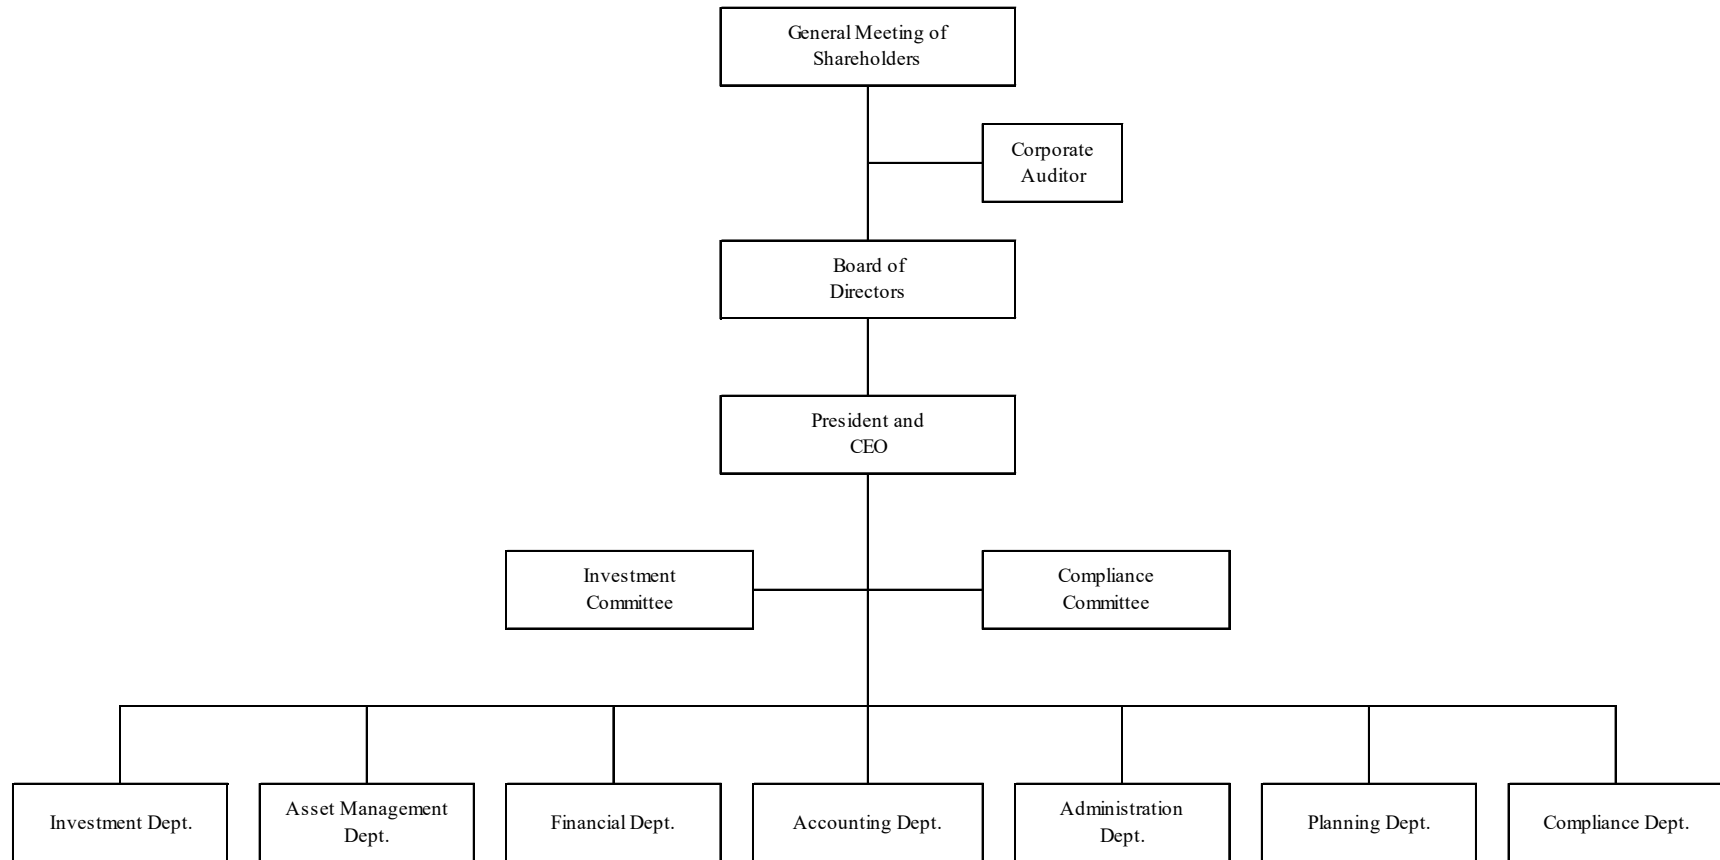 General Meeting of
Shareholders
Corporate
Auditor
Board of
Directors
President and
CEO
Investment
Committee
Compliance
Committee
Investment Dept.
Asset Management
Dept.
Financial Dept.
Accounting Dept.
Administration
Dept.
Planning Dept.
Compliance Dept.